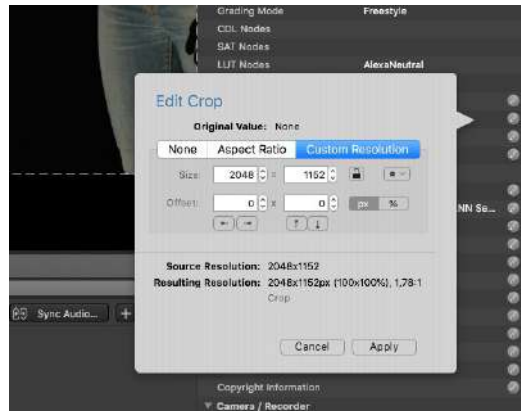 Grading Mode Freestyle
CDL Nodes
SAT Nodes
LUT Nodes AlexaNeutral
Edit Crop
Original Value: None
None Aspect Ratio Custom Resolution
Size: 2048 x 1152
Offset: 0 x 0 px %
NN Se...
Source Resolution: 2048x1152
Resulting Resolution: 2048x1152px (100x100%), 1,78:1
Crop
Sync Audio... +
Cancel Apply
Copyright Information
Camera / Recorder